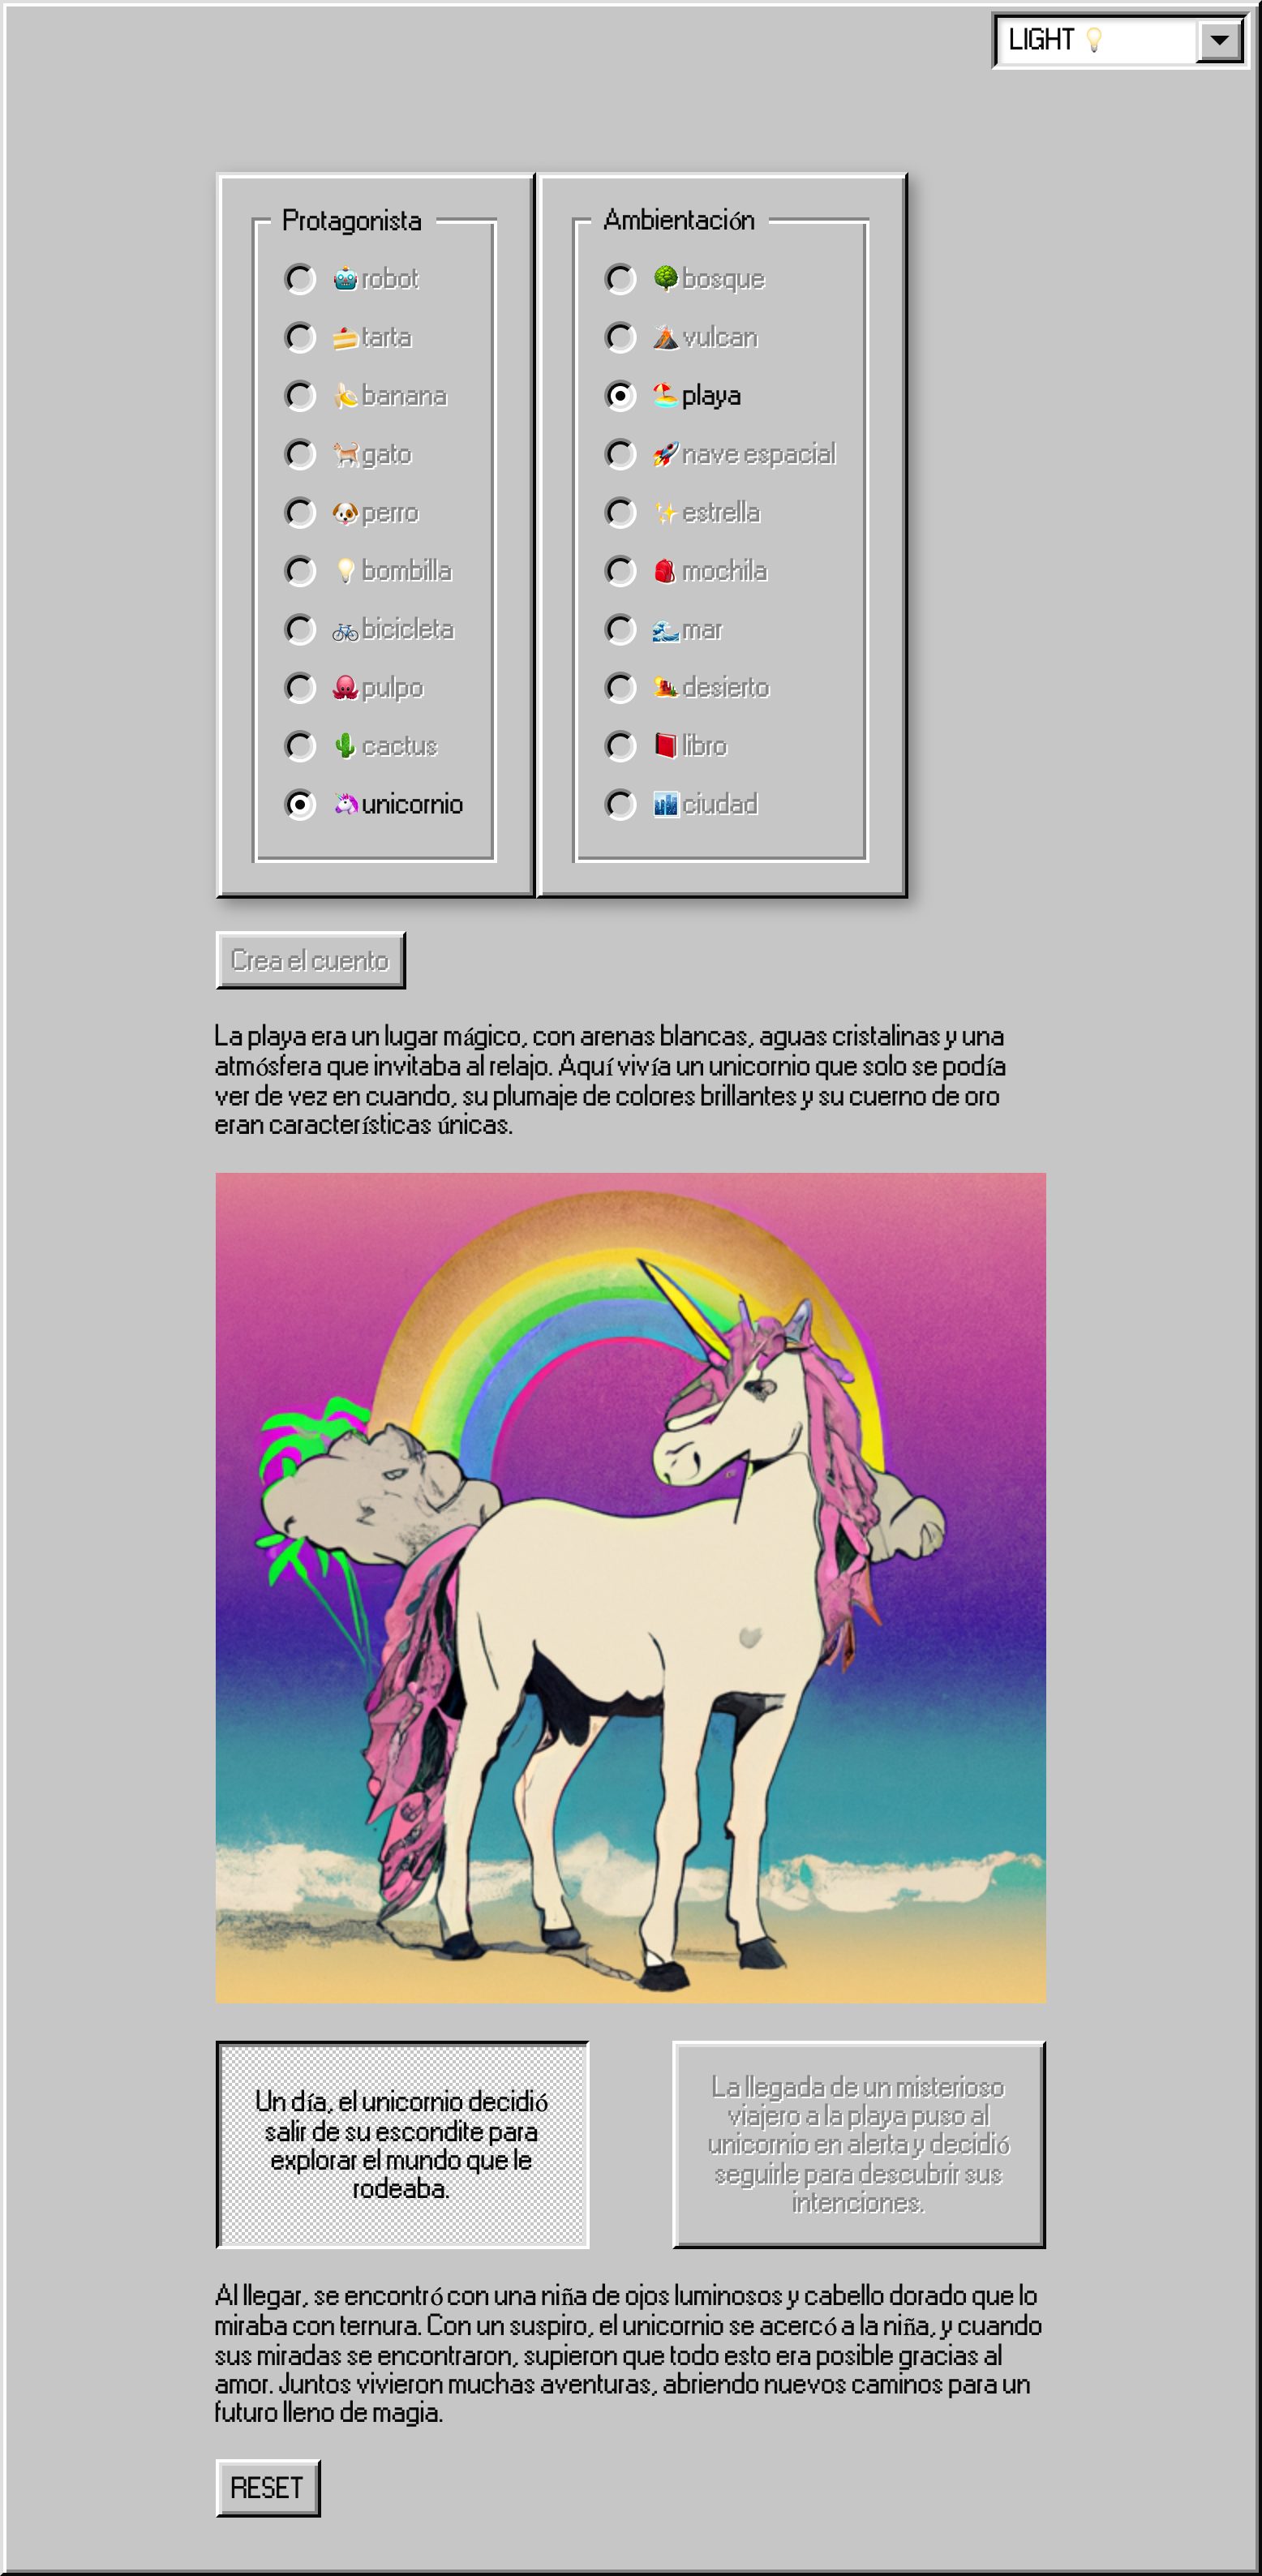 LIGHT 💡
Protagonista
🤖robot
🍰tarta
🍌banana
🐈gato
🐶perro
💡bombilla
🚲bicicleta
🐙pulpo
🌵cactus
🦄unicornio
Ambientación
🌳bosque
🌋vulcan
🏖️playa
🚀nave espacial
✨estrella
🎒mochila
🌊mar
🏜️desierto
📕libro
🏙️ciudad
Crea el cuento
La playa era un lugar mágico, con arenas blancas, aguas cristalinas y una
atmósfera que invitaba al relajo. Aquí vivía un unicornio que solo se podía
ver de vez en cuando, su plumaje de colores brillantes y su cuerno de oro
eran características únicas.
Un día, el unicornio decidió
salir de su escondite para
explorar el mundo que le
rodeaba.
La llegada de un misterioso
viajero a la playa puso al
unicornio en alerta y decidió
seguirle para descubrir sus
intenciones.
Al llegar, se encontró con una niña de ojos luminosos y cabello dorado que lo
miraba con ternura. Con un suspiro, el unicornio se acercó a la niña, y cuando
sus miradas se encontraron, supieron que todo esto era posible gracias al
amor. Juntos vivieron muchas aventuras, abriendo nuevos caminos para un
futuro lleno de magia.
RESET